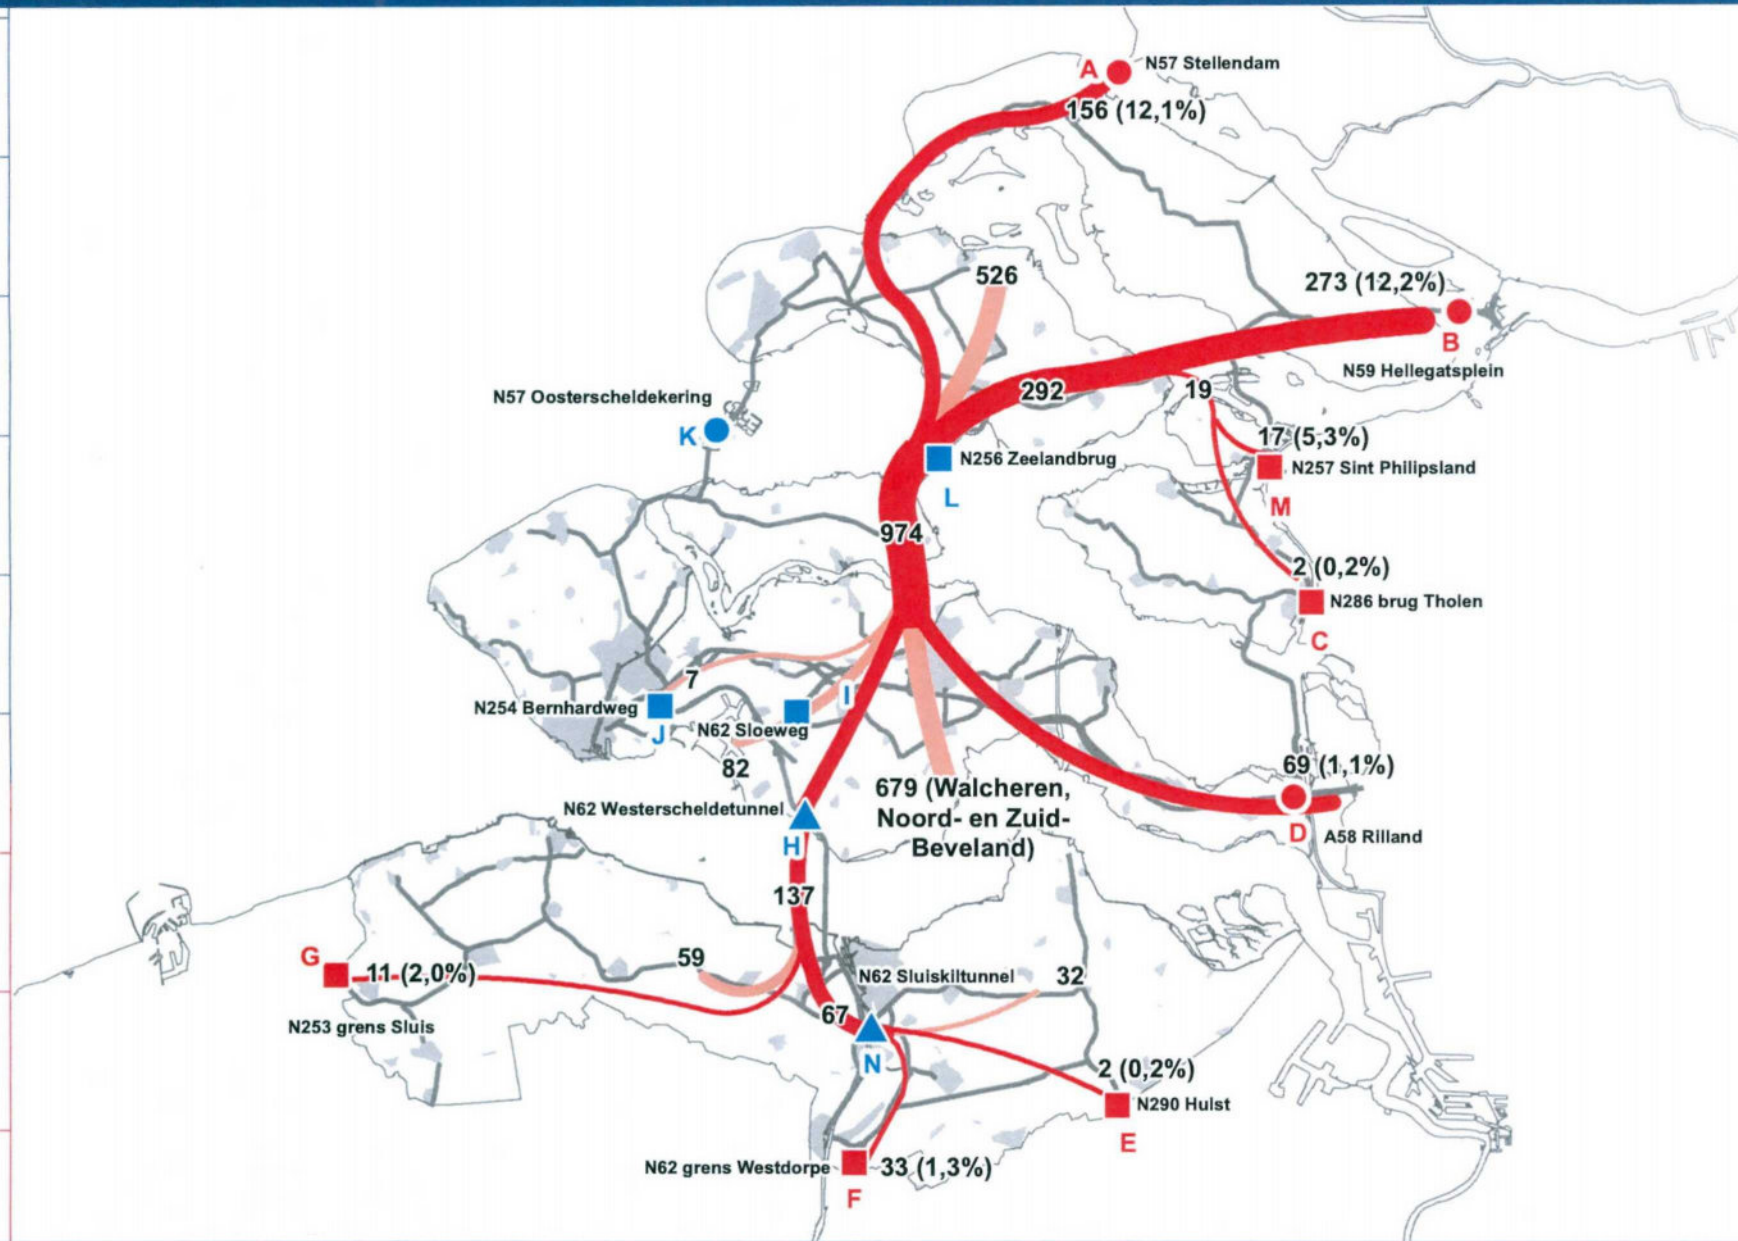 A
N57 Stellendam
156 (12,1%)
526
273 (12,2%)
B
N59 Hellegatsplein
292
19
N57 Oosterscheldekering
K
17 (5,3%)
N256 Zeelandbrug
N257 Sint Philipsland
L
M
974
2 (0,2%)
N286 brug Tholen
C
7
I
N254 Bernhardweg
J
N62 Sloeweg
82
69 (1,1%)
679 (Walcheren,
Noord- en Zuid-
Beveland)
N62 Westerscheldetunnel
H
D
A58 Rilland
137
G
11 (2,0%)
59
N62 Sluiskiltunnel
32
N253 grens Sluis
67
N
2 (0,2%)
N290 Hulst
E
N62 grens Westdorpe
33 (1,3%)
F